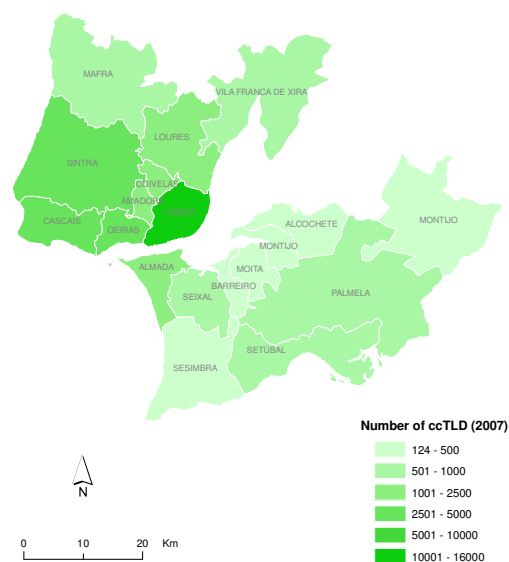 MAFRA
VILA FRANCA DE XIRA
LOURES
SINTRA
ODIVELAS
AMADORA
LISBOA
CASCAIS
OEIRAS
ALCOCHETE
MONTIJO
MONTIJO
ALMADA
MOITA
BARREIRO
SEIXAL
PALMELA
SETÚBAL
SESIMBRA
Number of ccTLD (2007)
124 - 500
501 - 1000
1001 - 2500
2501 - 5000
5001 - 10000
10001 - 16000
N
0 10 20 Km